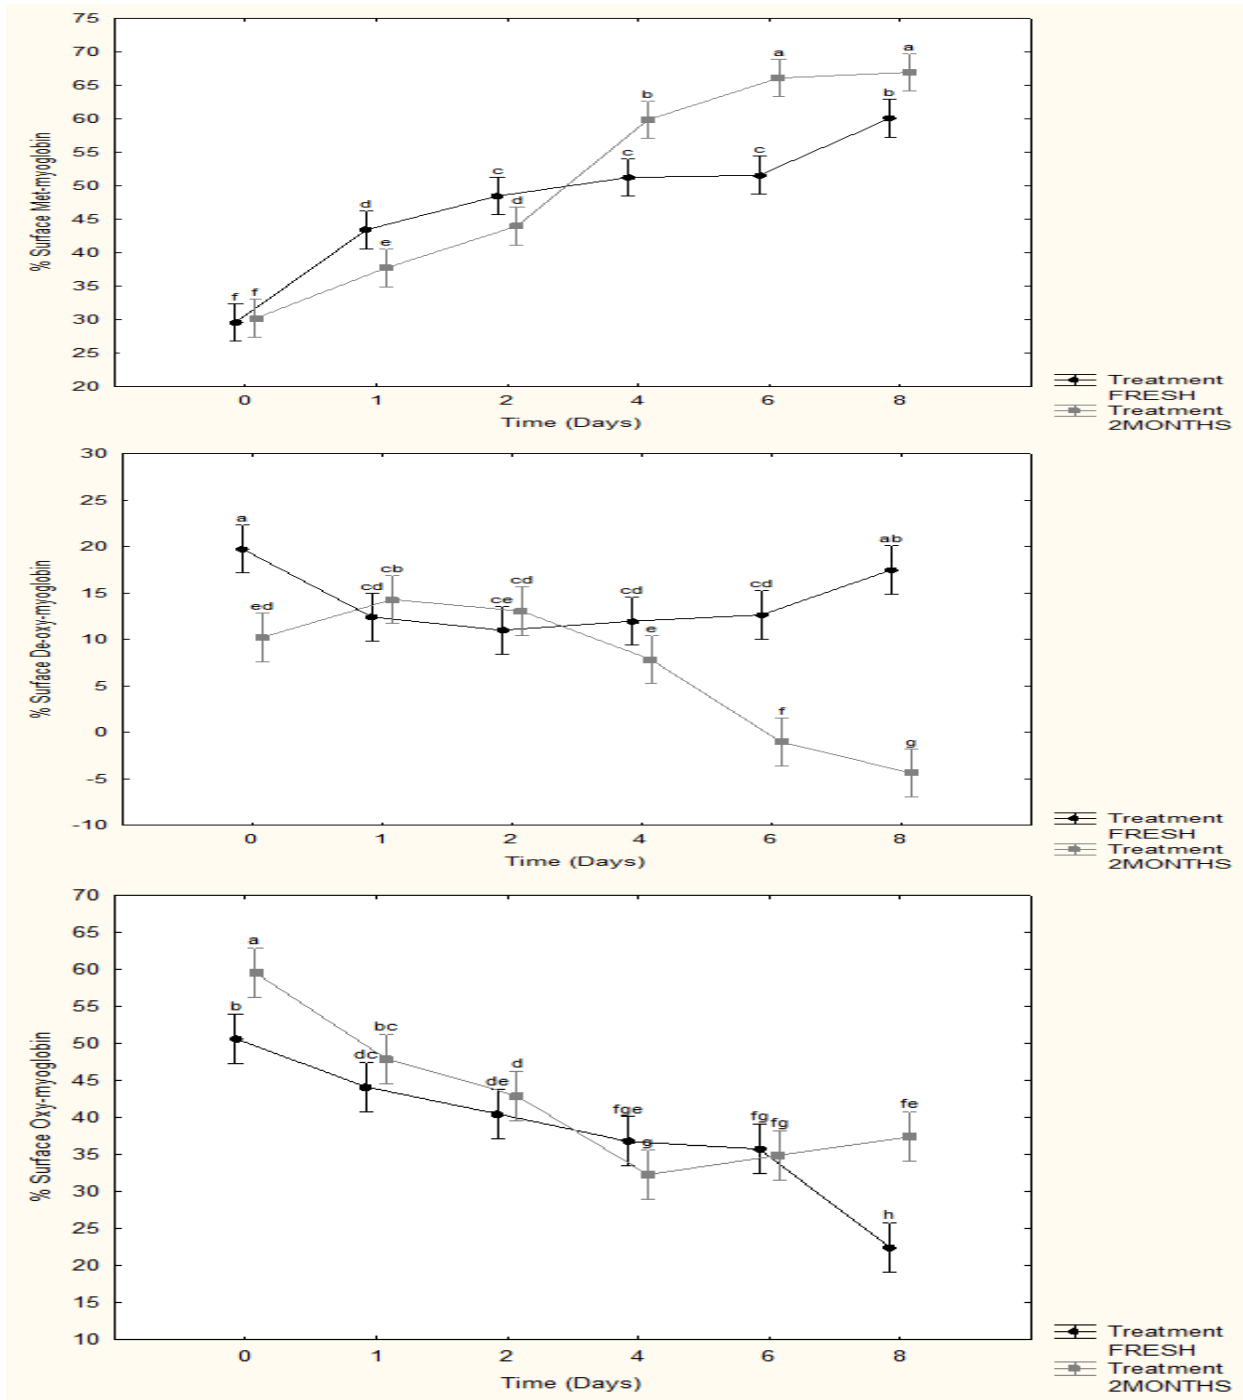 75
70
65
60
55
50
45
40
35
30
25
20
% Surface Met-myoglobin
f f d e c d c b c a b a
0 1 2 4 6 8
Time (Days)
Treatment
FRESH
Treatment
2MONTHS
30
25
20
15
10
5
0
-5
-10
% Surface De-oxy-myoglobin
a ed cd cb ce cd cd e cd f ab g
0 1 2 4 6 8
Time (Days)
Treatment
FRESH
Treatment
2MONTHS
70
65
60
55
50
45
40
35
30
25
20
15
10
% Surface Oxy-myoglobin
b a dc bc de d fge g fg fg h fe
0 1 2 4 6 8
Time (Days)
Treatment
FRESH
Treatment
2MONTHS